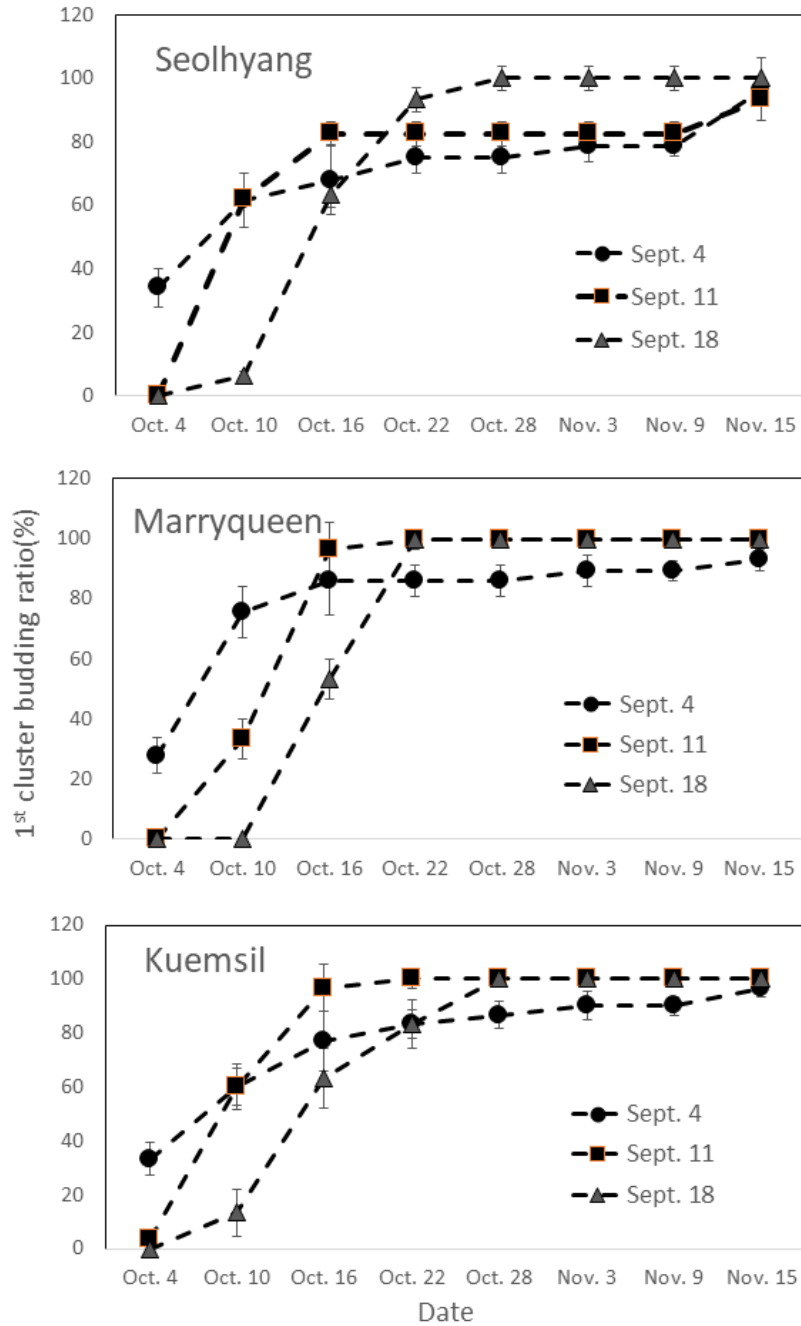 120
Seolhyang
100
80
60
40
20
0
Sept. 4
Sept. 11
Sept. 18
Oct. 4 Oct. 10 Oct. 16 Oct. 22 Oct. 28 Nov. 3 Nov. 9 Nov. 15
1st cluster budding ratio(%)
120
Marryqueen
100
80
60
40
20
0
Sept. 4
Sept. 11
Sept. 18
Oct. 4 Oct. 10 Oct. 16 Oct. 22 Oct. 28 Nov. 3 Nov. 9 Nov. 15
120
Kuemsil
100
80
60
40
20
0
Sept. 4
Sept. 11
Sept. 18
Oct. 4 Oct. 10 Oct. 16 Oct. 22 Oct. 28 Nov. 3 Nov. 9 Nov. 15
Date